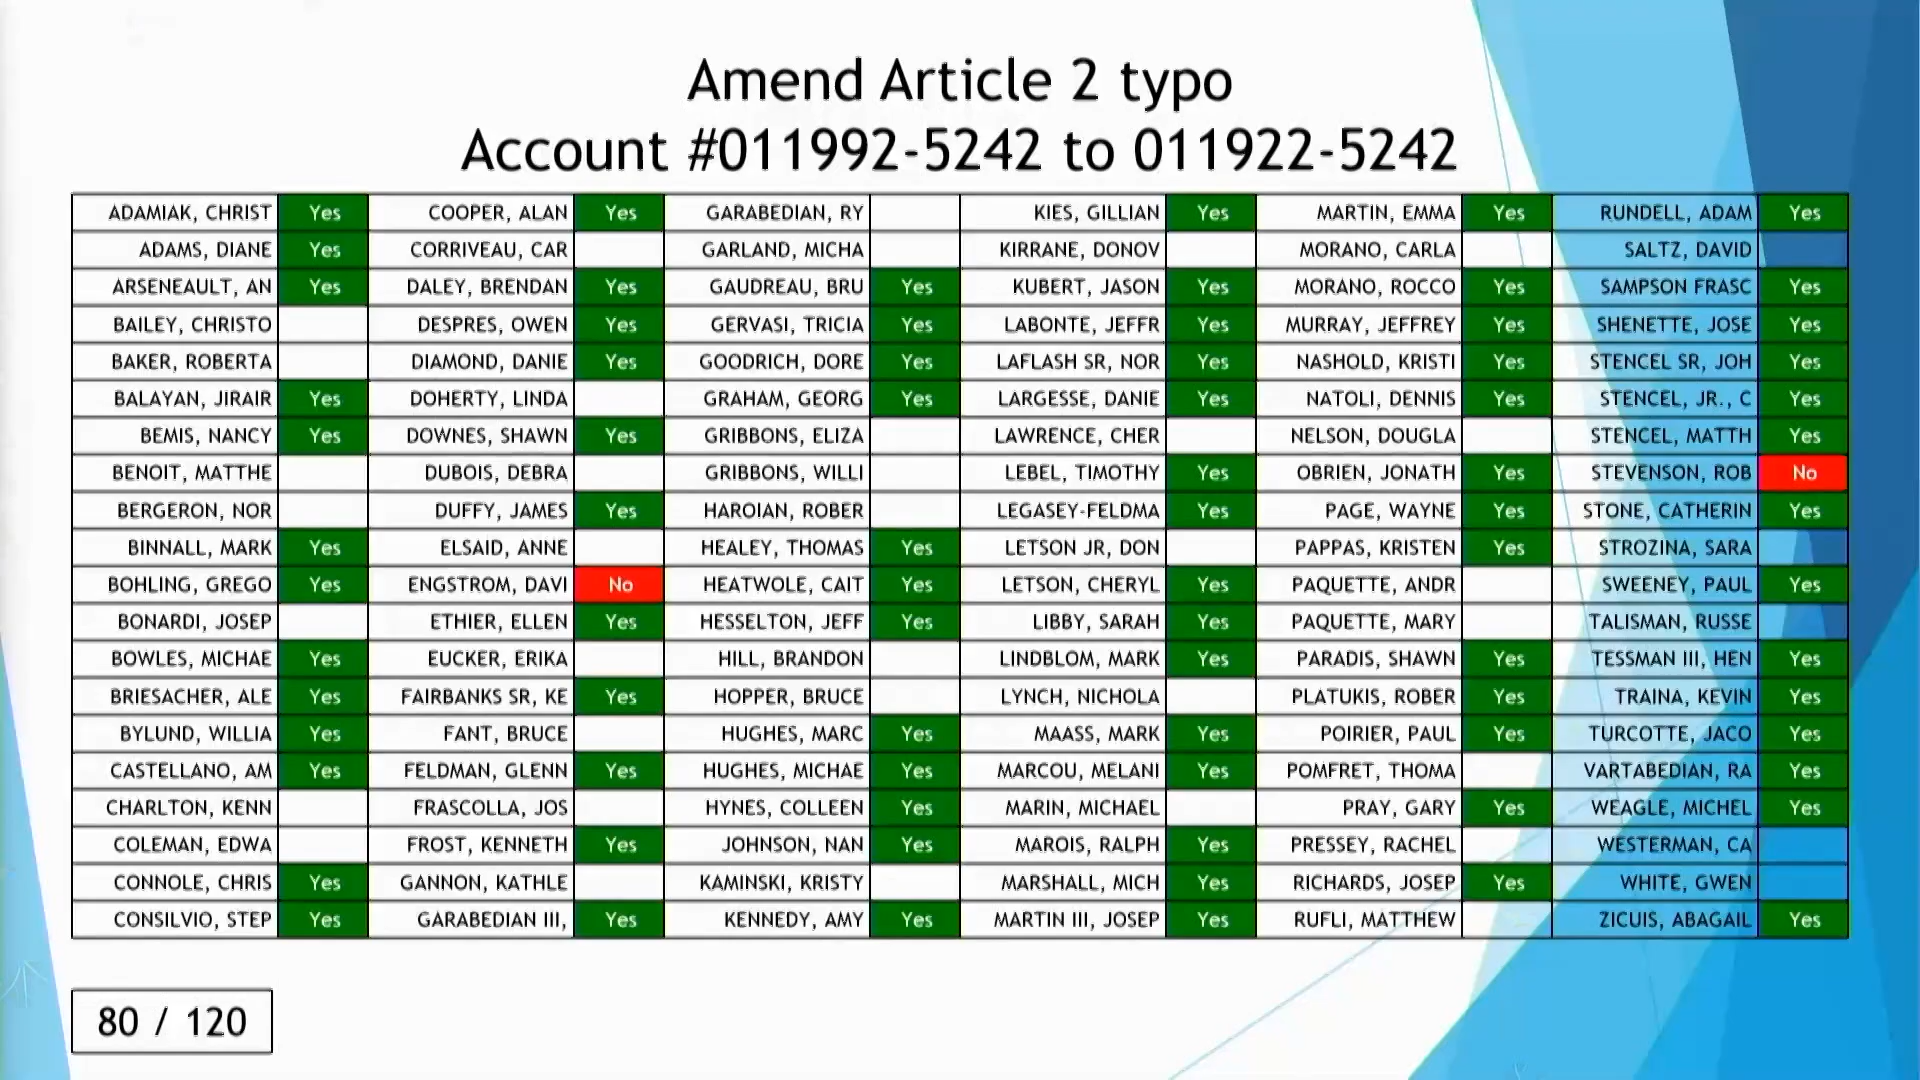 Amend Article 2 typo
Account #011992-5242 to 011922-5242
ADAMIAK, CHRIST Yes COOPER, ALAN Yes GARABEDIAN, RY KIES, GILLIAN Yes MARTIN, EMMA Yes RUNDELL, ADAM Yes
ADAMS, DIANE Yes CORRIVEAU, CAR GARLAND, MICHA KIRRANE, DONOV MORANO, CARLA SALTZ, DAVID
ARSENEAULT, AN Yes DALEY, BRENDAN Yes GAUDREAU, BRU Yes KUBERT, JASON Yes MORANO, ROCCO Yes SAMPSON FRASC Yes
BAILEY, CHRISTO DESPRES, OWEN Yes GERVASI, TRICIA Yes LABONTE, JEFFR Yes MURRAY, JEFFREY Yes SHENETTE, JOSE Yes
BAKER, ROBERTA DIAMOND, DANIE Yes GOODRICH, DORE Yes LAFLASH SR, NOR Yes NASHOLD, KRISTI Yes STENCEL SR, JOH Yes
BALAYAN, JIRAIR Yes DOHERTY, LINDA GRAHAM, GEORG Yes LARGESSE, DANIE Yes NATOLI, DENNIS Yes STENCEL, JR., C Yes
BEMIS, NANCY Yes DOWNES, SHAWN Yes GRIBBONS, ELIZA LAWRENCE, CHER NELSON, DOUGLA STENCEL, MATTH Yes
BENOIT, MATTHE DUBOIS, DEBRA GRIBBONS, WILLI LEBEL, TIMOTHY Yes OBRIEN, JONATH Yes STEVENSON, ROB No
BERGERON, NOR DUFFY, JAMES Yes HAROIAN, ROBER LEGASEY-FELDMA Yes PAGE, WAYNE Yes STONE, CATHERIN Yes
BINNALL, MARK Yes ELSAID, ANNE HEALEY, THOMAS Yes LETSON JR, DON PAPPAS, KRISTEN Yes STROZINA, SARA
BOHLING, GREGO Yes ENGSTROM, DAVI No HEATWOLE, CAIT Yes LETSON, CHERYL Yes PAQUETTE, ANDR SWEENEY, PAUL Yes
BONARDI, JOSEP ETHIER, ELLEN Yes HESSELTON, JEFF Yes LIBBY, SARAH Yes PAQUETTE, MARY TALISMAN, RUSSE
BOWLES, MICHAE Yes EUCKER, ERIKA HILL, BRANDON LINDBLOM, MARK Yes PARADIS, SHAWN Yes TESSMAN III, HEN Yes
BRIESACHER, ALE Yes FAIRBANKS SR, KE Yes HOPPER, BRUCE LYNCH, NICHOLA PLATUKIS, ROBER Yes TRAINA, KEVIN Yes
BYLUND, WILLIA Yes FANT, BRUCE HUGHES, MARC Yes MAASS, MARK Yes POIRIER, PAUL Yes TURCOTTE, JACO Yes
CASTELLANO, AM Yes FELDMAN, GLENN Yes HUGHES, MICHAE Yes MARCOU, MELANI Yes POMFRET, THOMA VARTABEDIAN, RA Yes
CHARLTON, KENN FRASCOLLA, JOS HYNES, COLLEEN Yes MARIN, MICHAEL PRAY, GARY Yes WEAGLE, MICHEL Yes
COLEMAN, EDWA FROST, KENNETH Yes JOHNSON, NAN Yes MAROIS, RALPH Yes PRESSEY, RACHEL WESTERMAN, CA
CONNOLE, CHRIS Yes GANNON, KATHLE KAMINSKI, KRISTY MARSHALL, MICH Yes RICHARDS, JOSEP Yes WHITE, GWEN
CONSILVIO, STEP Yes GARABEDIAN III, Yes KENNEDY, AMY Yes MARTIN III, JOSEP Yes RUFLI, MATTHEW ZICUIS, ABAGAIL Yes
80 / 120